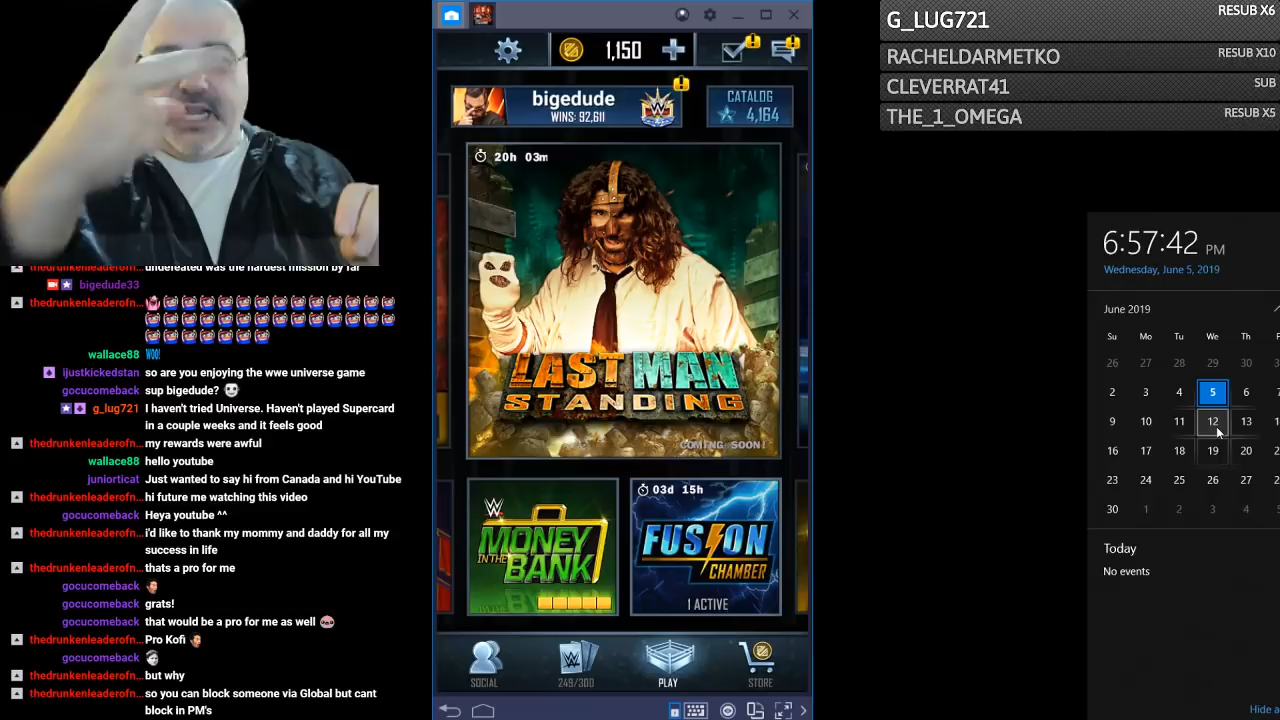 G_LUG721 RESUB X6
RACHELDARMETKO RESUB X10
CLEVERRAT41 SUB
THE_1_OMEGA RESUB X5
1,150
bigedude
WINS: 92,611
CATALOG
4,164
20h 03m
LAST MAN
STANDING
COMING SOON!
W
MONEY
IN THE
BANK
03d 15h
FUSION
CHAMBER
1 ACTIVE
SOCIAL
249/300
PLAY
STORE
thedrunkenleaderofn... undefeated was the hardest mission by far
bigedude33
thedrunkenleaderofn...
wallace88 WOO!
ijustkickedstan so are you enjoying the wwe universe game
gocucomeback sup bigedude?
g_lug721 I haven't tried Universe. Haven't played Supercard
in a couple weeks and it feels good
thedrunkenleaderofn... my rewards were awful
wallace88 hello youtube
juniorticat Just wanted to say hi from Canada and hi YouTube
thedrunkenleaderofn... hi future me watching this video
gocucomeback Heya youtube ^^
thedrunkenleaderofn... i'd like to thank my mommy and daddy for all my
success in life
thedrunkenleaderofn... thats a pro for me
gocucomeback
gocucomeback grats!
gocucomeback that would be a pro for me as well
thedrunkenleaderofn... Pro Kofi
gocucomeback
thedrunkenleaderofn... but why
thedrunkenleaderofn... so you can block someone via Global but cant
block in PM's
6:57:42 PM
Wednesday, June 5, 2019
June 2019
Su Mo Tu We Th F
26 27 28 29 30
2 3 4 5 6 7
9 10 11 12 13
16 17 18 19 20
23 24 25 26 27
30 1 2 3 4
Today
No events
Hide a